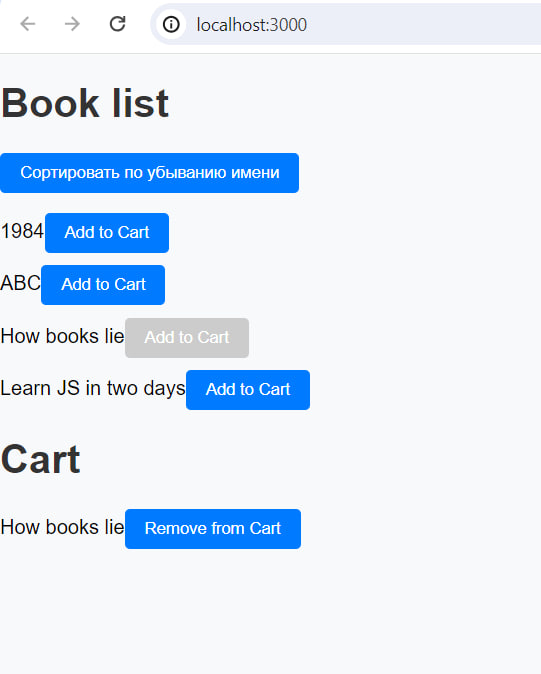 localhost:3000
Book list
Сортировать по убыванию имени
1984 Add to Cart
ABC Add to Cart
How books lie Add to Cart
Learn JS in two days Add to Cart
Cart
How books lie Remove from Cart